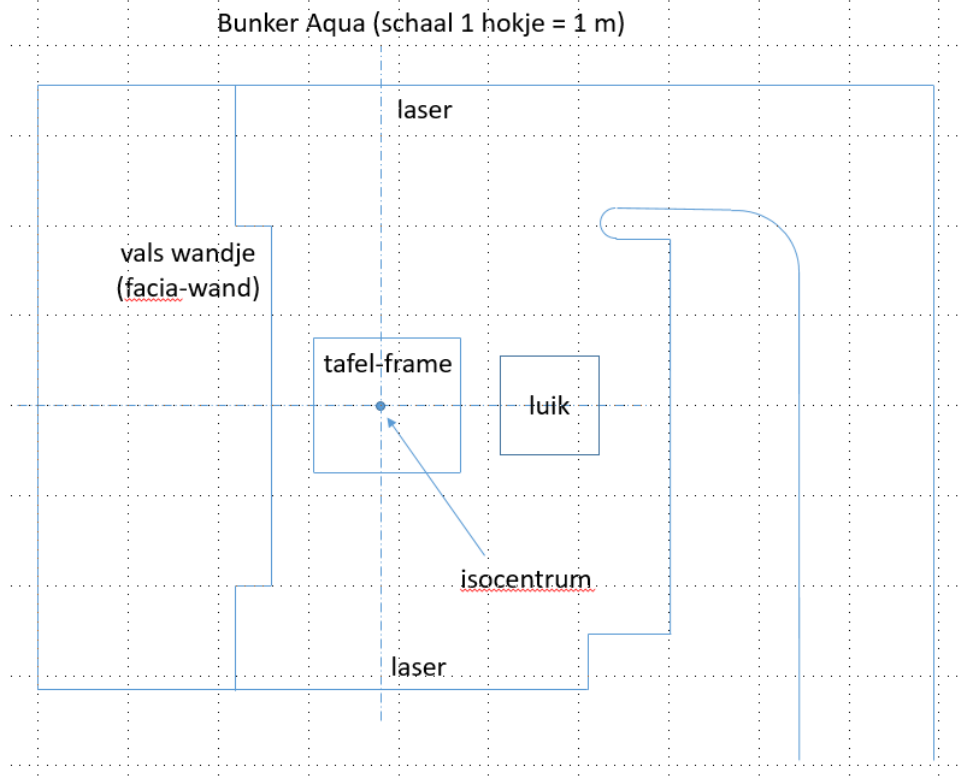 Bunker Aqua (schaal 1 hokje = 1 m)
laser
vals wandje
(facia-wand)
tafel-frame
luik
isocentrum
laser